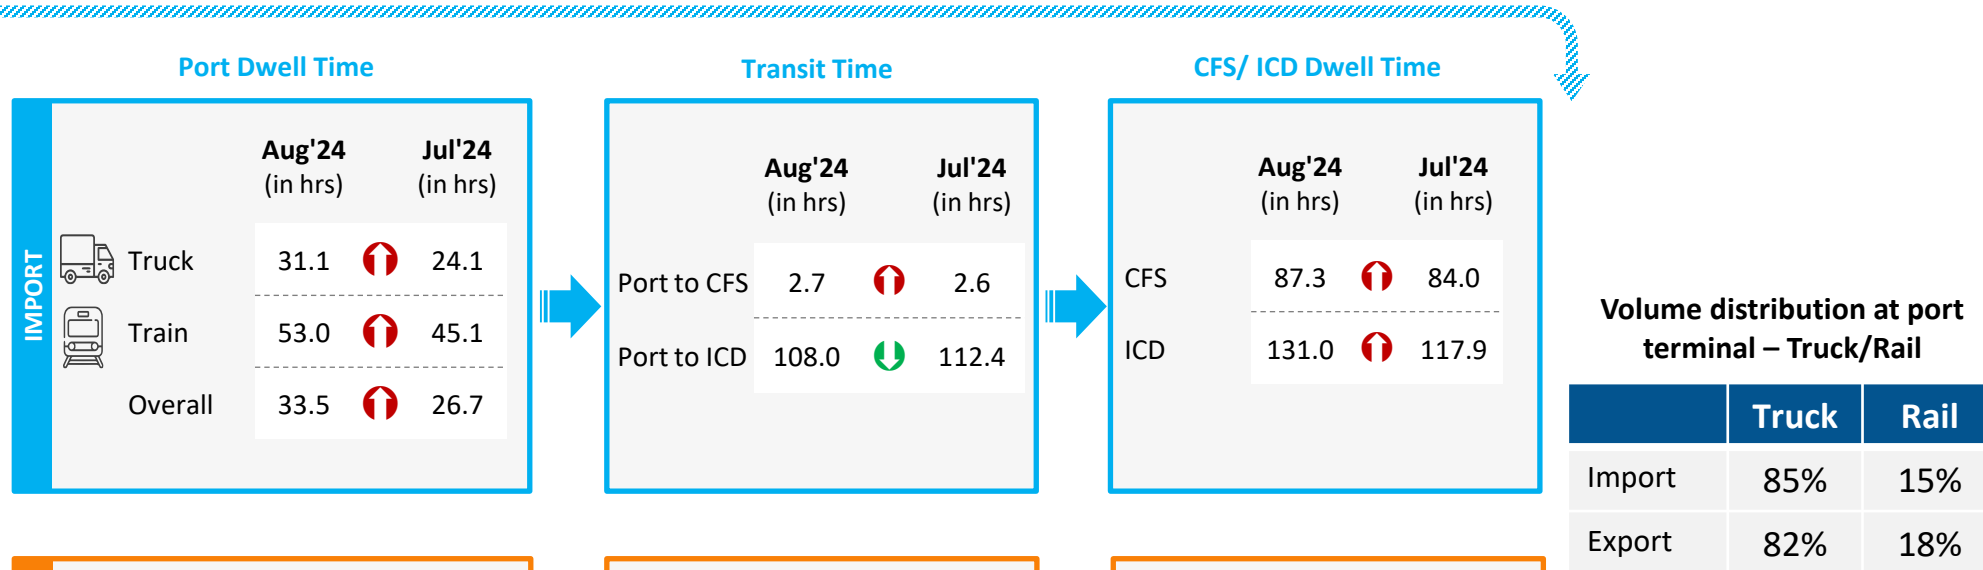 Port Dwell Time
Transit Time
CFS/ ICD Dwell Time
IMPORT
Aug'24 Jul'24
(in hrs) (in hrs)
Truck 31.1 24.1
Train 53.0 45.1
Overall 33.5 26.7
Aug'24 Jul'24
(in hrs) (in hrs)
Port to CFS 2.7 2.6
Port to ICD 108.0 112.4
Aug'24 Jul'24
(in hrs) (in hrs)
CFS 87.3 84.0
ICD 131.0 117.9
Volume distribution at port
terminal – Truck/Rail
Truck Rail
Import 85% 15%
Export 82% 18%